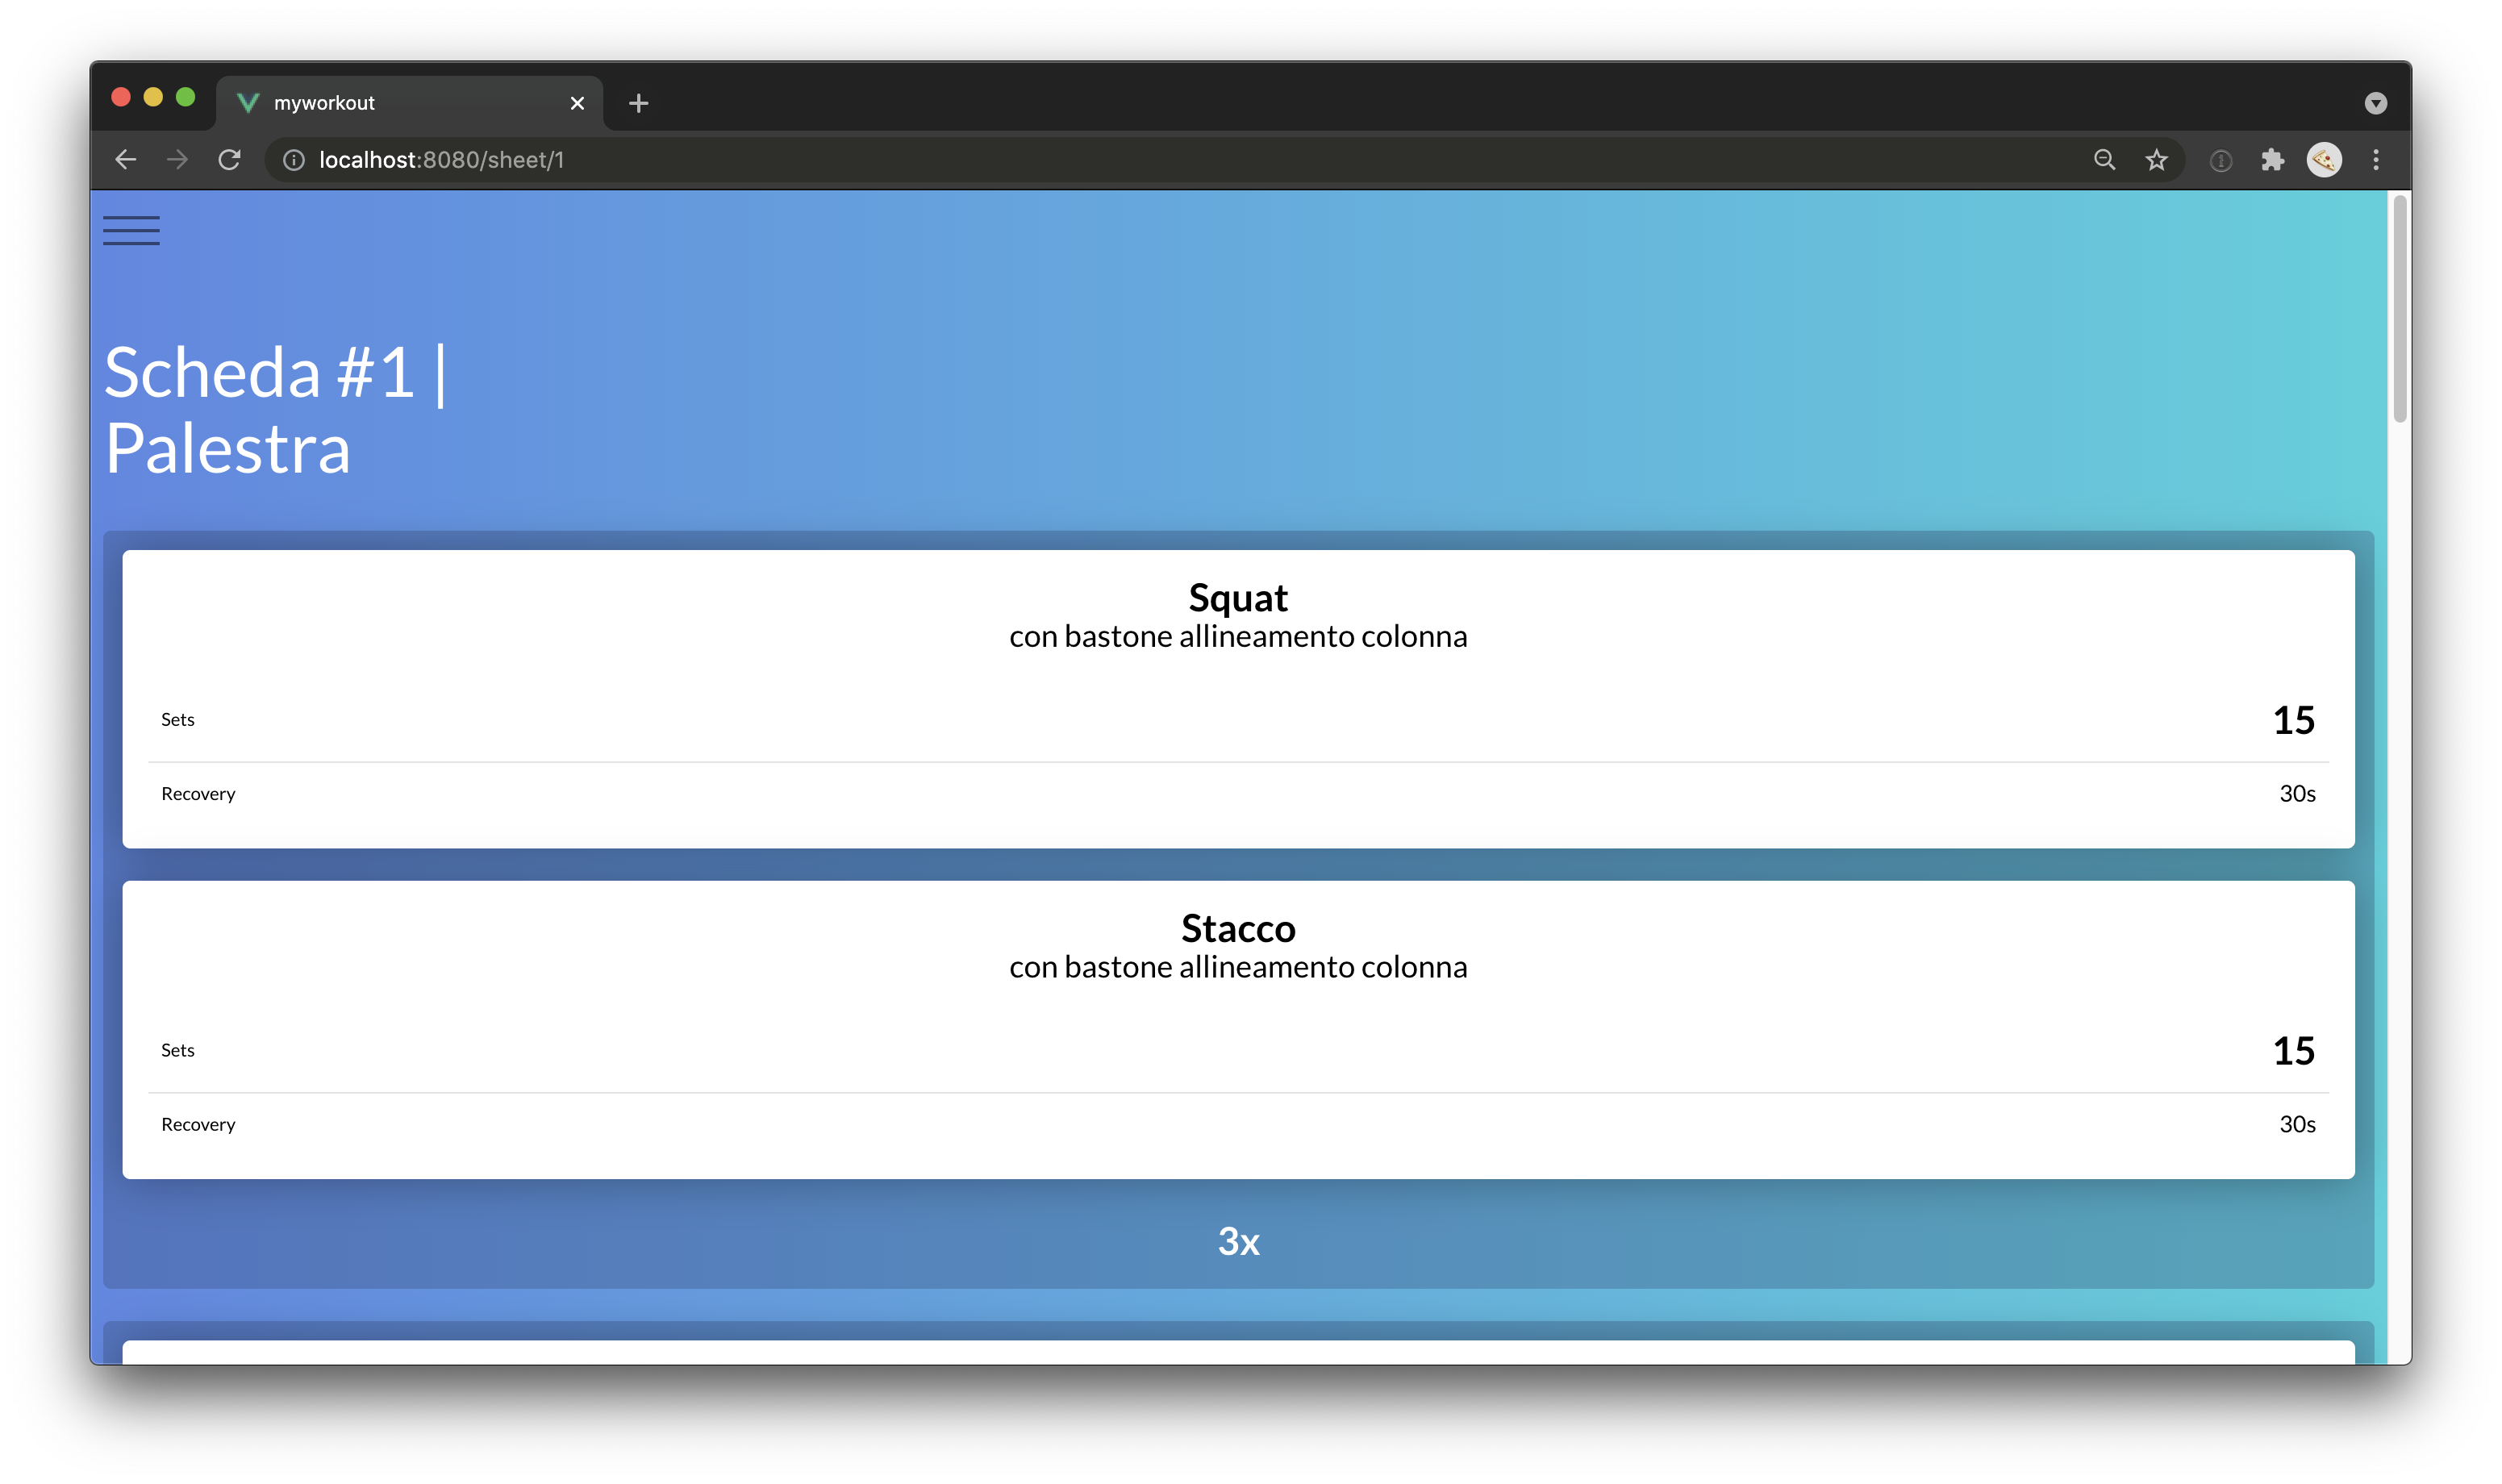 myworkout
localhost:8080/sheet/1
Scheda #1 |
Palestra
Squat
con bastone allineamento colonna
Sets 15
Recovery 30s
Stacco
con bastone allineamento colonna
Sets 15
Recovery 30s
3x